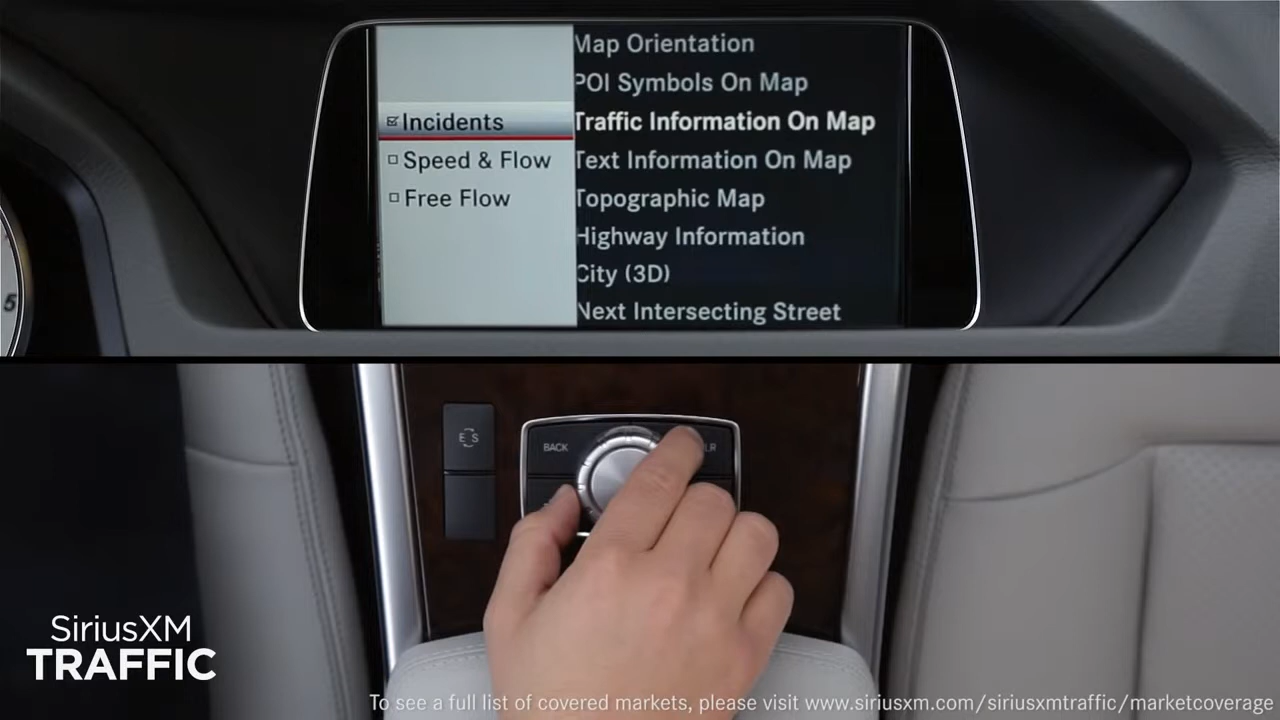 Map Orientation
POI Symbols On Map
Incidents
Traffic Information On Map
Speed & Flow
Text Information On Map
Free Flow
Topographic Map
Highway Information
City (3D)
Next Intersecting Street
5
BACK
SiriusXM
TRAFFIC
To see a full list of covered markets, please visit www.siriusxm.com/siriusxmtraffic/marketcoverage